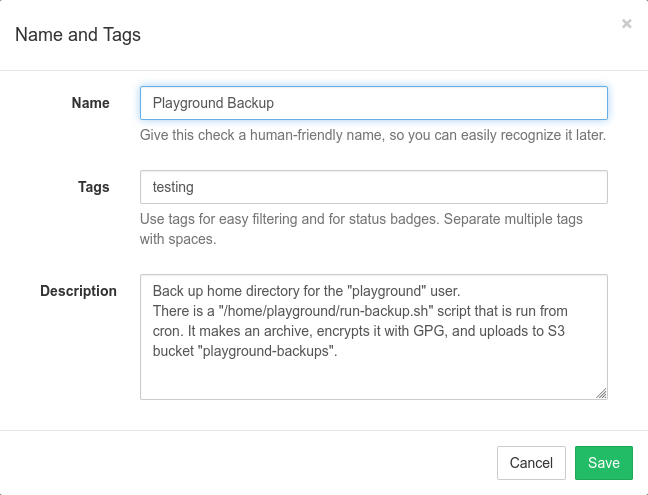 Name and Tags
×
Name
Playground Backup
Give this check a human-friendly name, so you can easily recognize it later.
Tags
testing
Use tags for easy filtering and for status badges. Separate multiple tags
with spaces.
Description
Back up home directory for the "playground" user.
There is a "/home/playground/run-backup.sh" script that is run from
cron. It makes an archive, encrypts it with GPG, and uploads to S3
bucket "playground-backups".
Cancel
Save